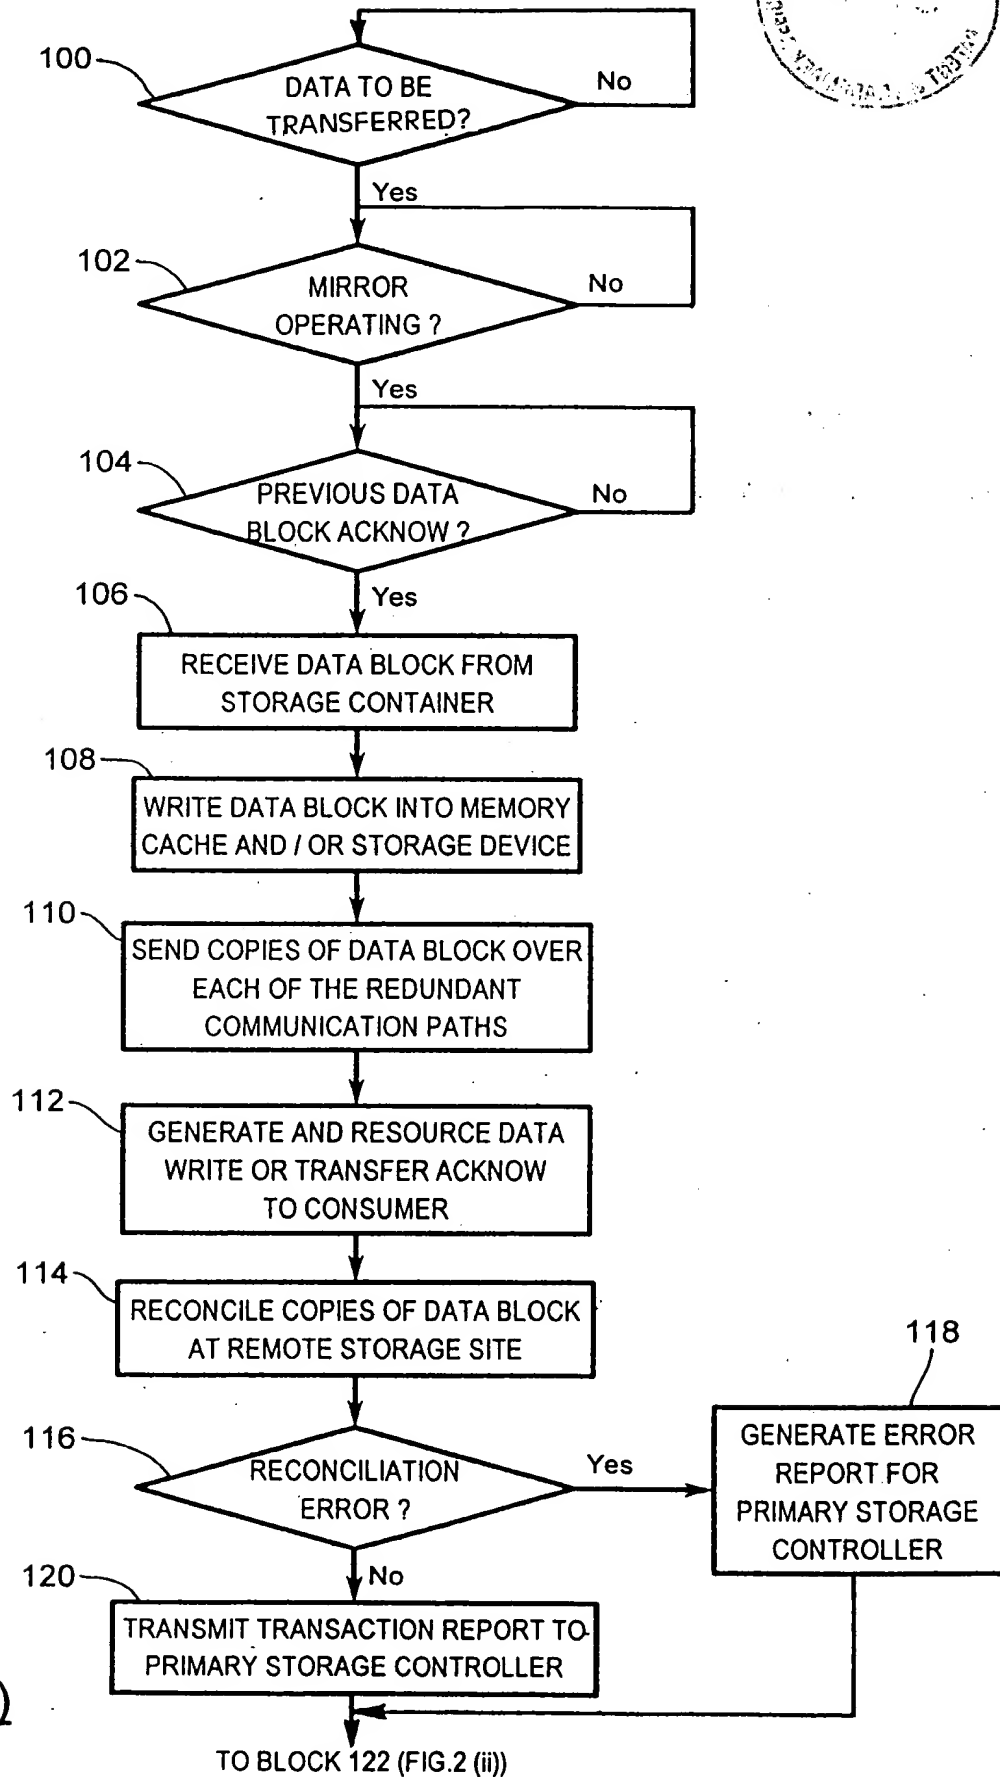 100
DATA TO BE
TRANSFERRED?
No
Yes
102
MIRROR
OPERATING ?
No
Yes
104
PREVIOUS DATA
BLOCK ACKNOW ?
No
Yes
106
RECEIVE DATA BLOCK FROM
STORAGE CONTAINER
108
WRITE DATA BLOCK INTO MEMORY
CACHE AND / OR STORAGE DEVICE
110
SEND COPIES OF DATA BLOCK OVER
EACH OF THE REDUNDANT
COMMUNICATION PATHS
112
GENERATE AND RESOURCE DATA
WRITE OR TRANSFER ACKNOW
TO CONSUMER
114
RECONCILE COPIES OF DATA BLOCK
AT REMOTE STORAGE SITE
116
RECONCILIATION
ERROR ?
Yes
118
GENERATE ERROR
REPORT FOR
PRIMARY STORAGE
CONTROLLER
No
120
TRANSMIT TRANSACTION REPORT TO
PRIMARY STORAGE CONTROLLER
TO BLOCK 122 (FIG.2 (ii))